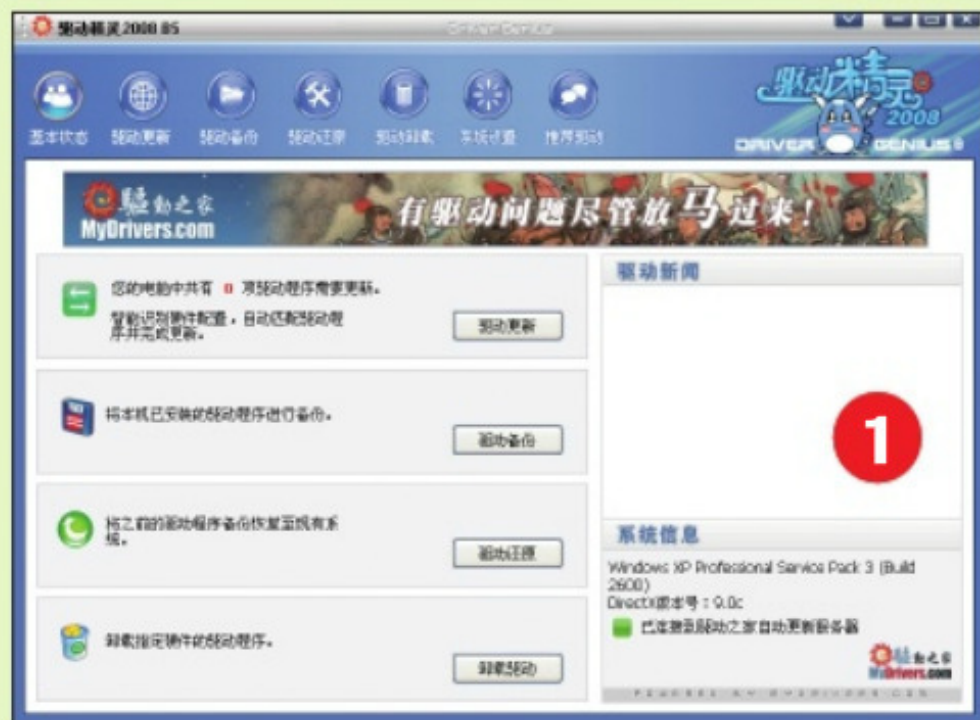 驱动精灵2008 B5
Driver Genius
基本状态
驱动更新
驱动备份
驱动还原
驱动卸载
系统设置
推荐驱动
驱动精灵
2008
DRIVER GENIUS
驱動之家
MyDrivers.com
有驱动问题尽管放马过来!
您的电脑中共有 0 项驱动程序需要更新。
智能识别硬件配置,自动匹配驱动程
序并完成更新。
驱动更新
将本机已安装的驱动程序进行备份。
驱动备份
将之前的驱动程序备份恢复至现有系
统。
驱动还原
卸载指定硬件的驱动程序。
卸载驱动
驱动新闻
1
系统信息
Windows XP Professional Service Pack 3 (Build
2600)
DirectX版本号:9.0c
已连接到驱动之家自动更新服务器
驱動之家
MyDrivers.com
POWERED BY MYDRIVERS.COM